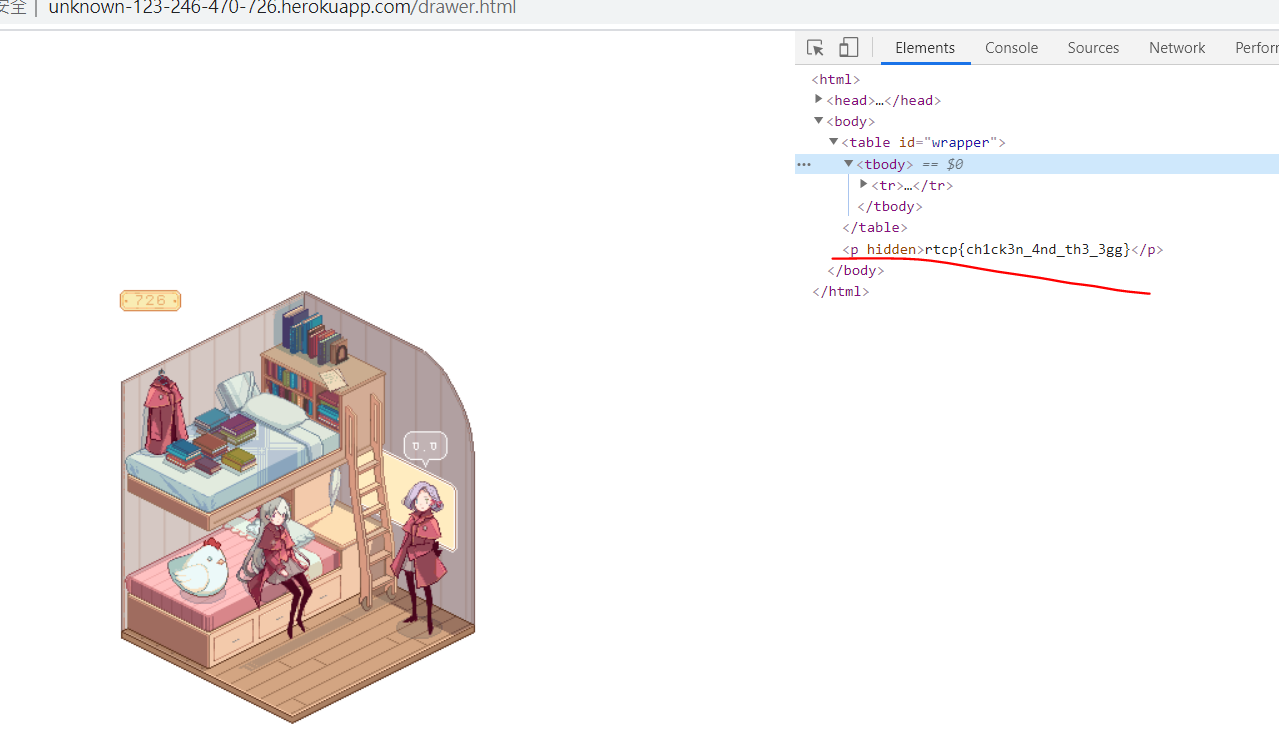 安全 | unknown-123-246-470-726.herokuapp.com/drawer.html
Elements Console Sources Network Perfor
<html>
<head>…</head>
<body>
<table id="wrapper">
… <tbody> == $0
<tr>…</tr>
</tbody>
</table>
<p hidden>rtcp{ch1ck3n_4nd_th3_3gg}</p>
</body>
</html>
726